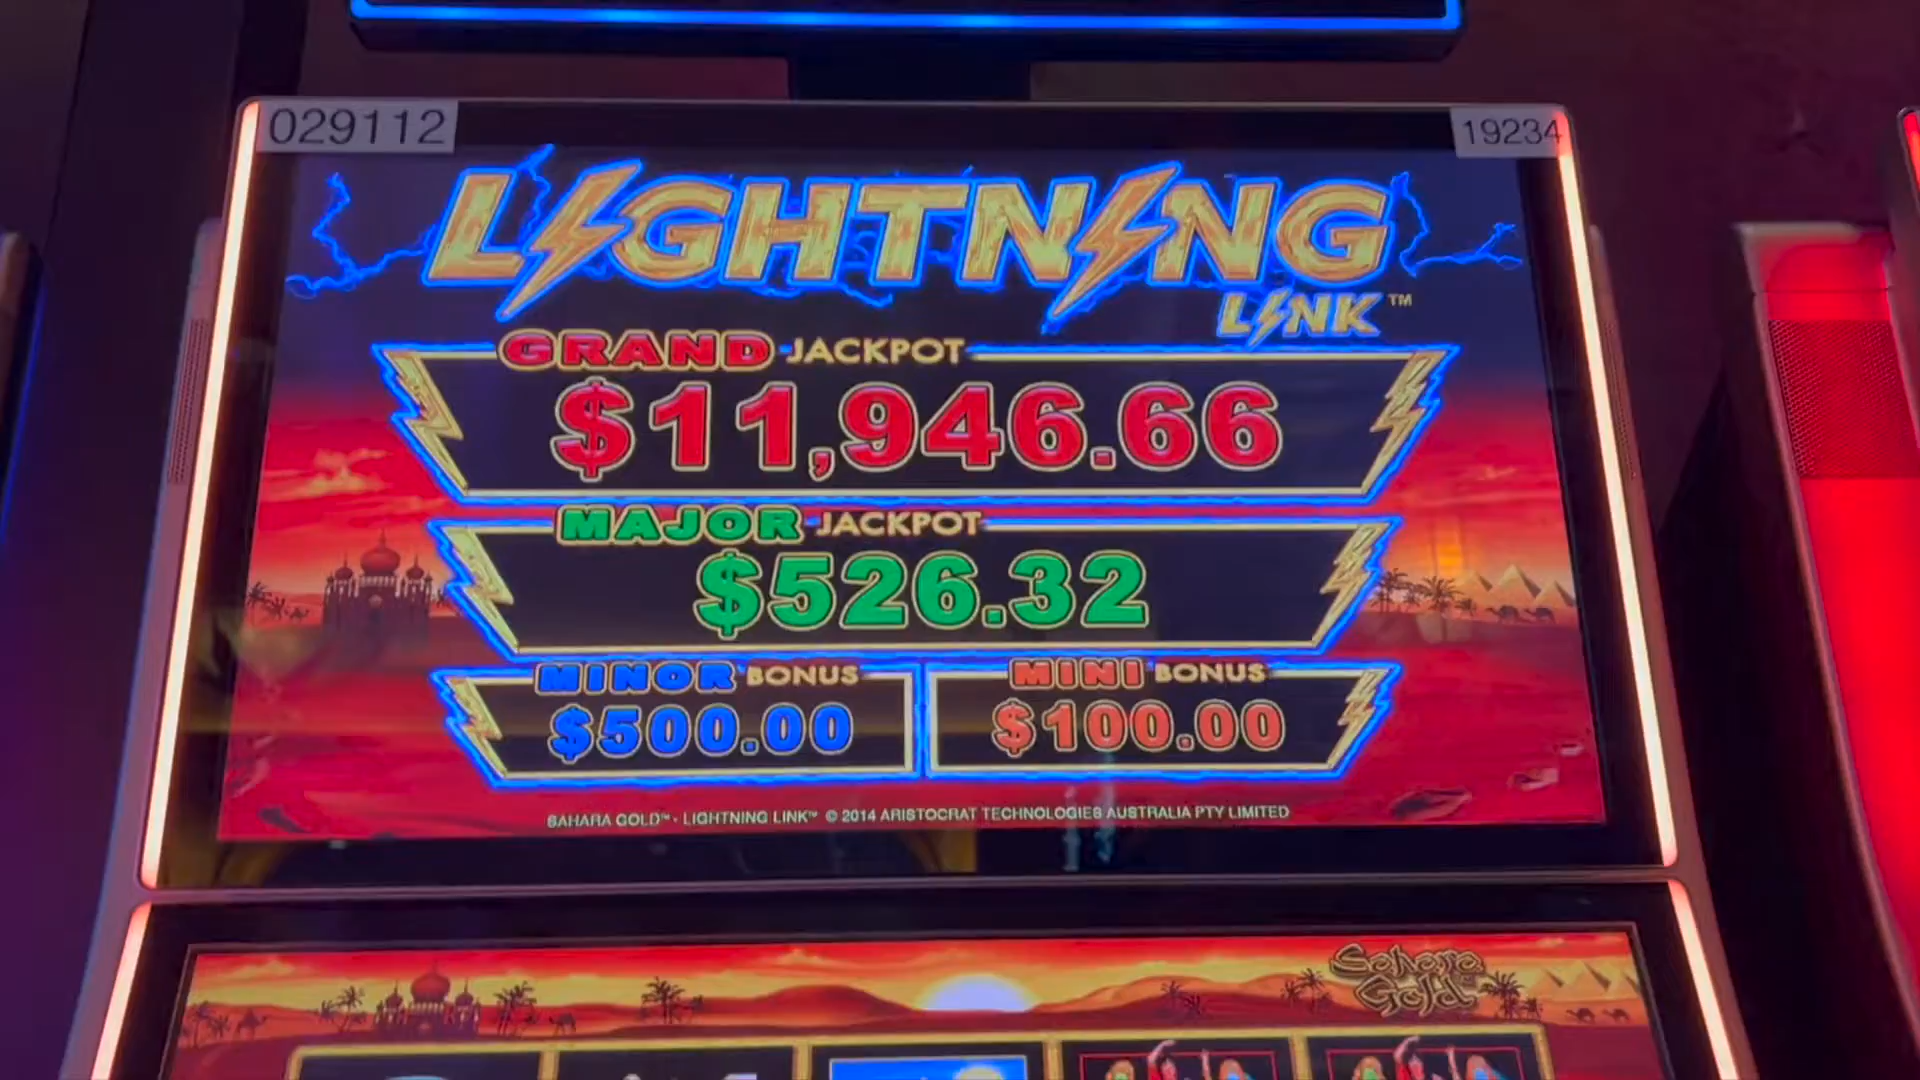 029112
19234
LIGHTNING
LINK™
GRAND JACKPOT
$11,946.66
MAJOR JACKPOT
$526.32
MINOR BONUS
$500.00
MINI BONUS
$100.00
SAHARA GOLD™ - LIGHTNING LINK™ © 2014 ARISTOCRAT TECHNOLOGIES AUSTRALIA PTY LIMITED
Sahara
Gold